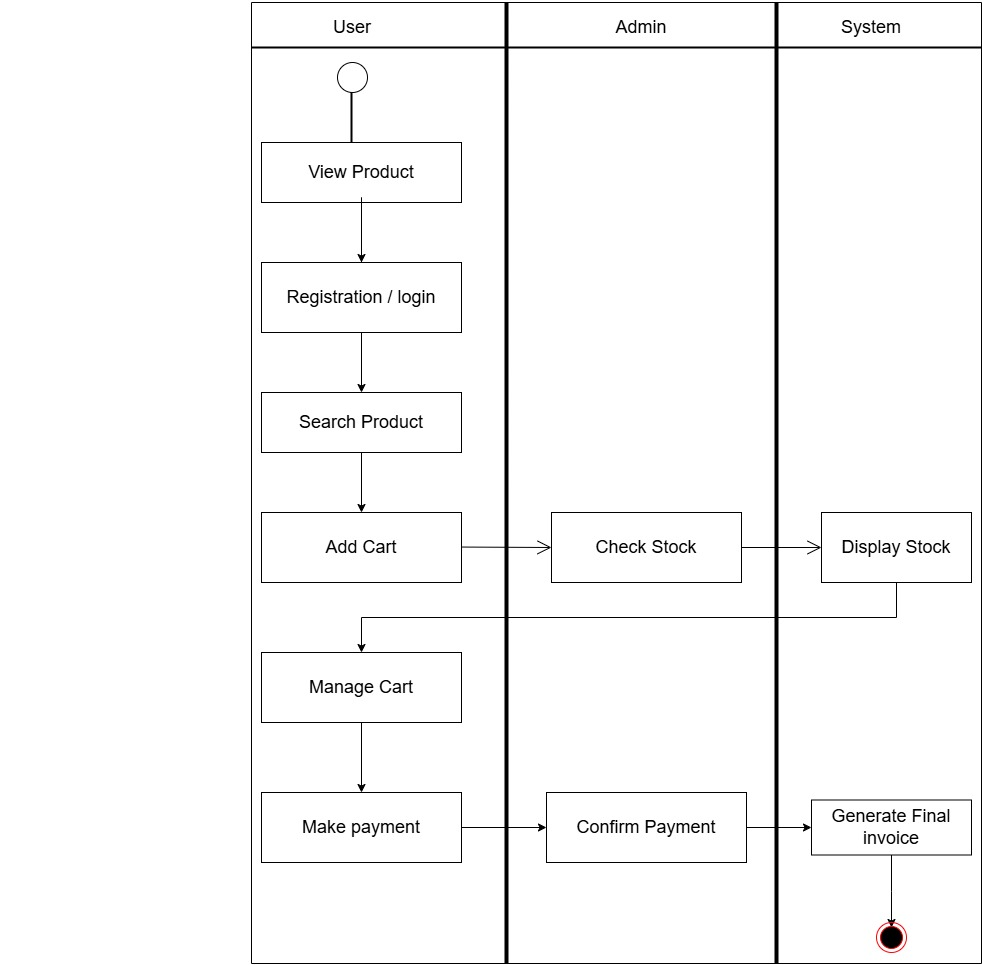 User
Admin
System
View Product
Registration / login
Search Product
Add Cart
Check Stock
Display Stock
Manage Cart
Make payment
Confirm Payment
Generate Final
invoice